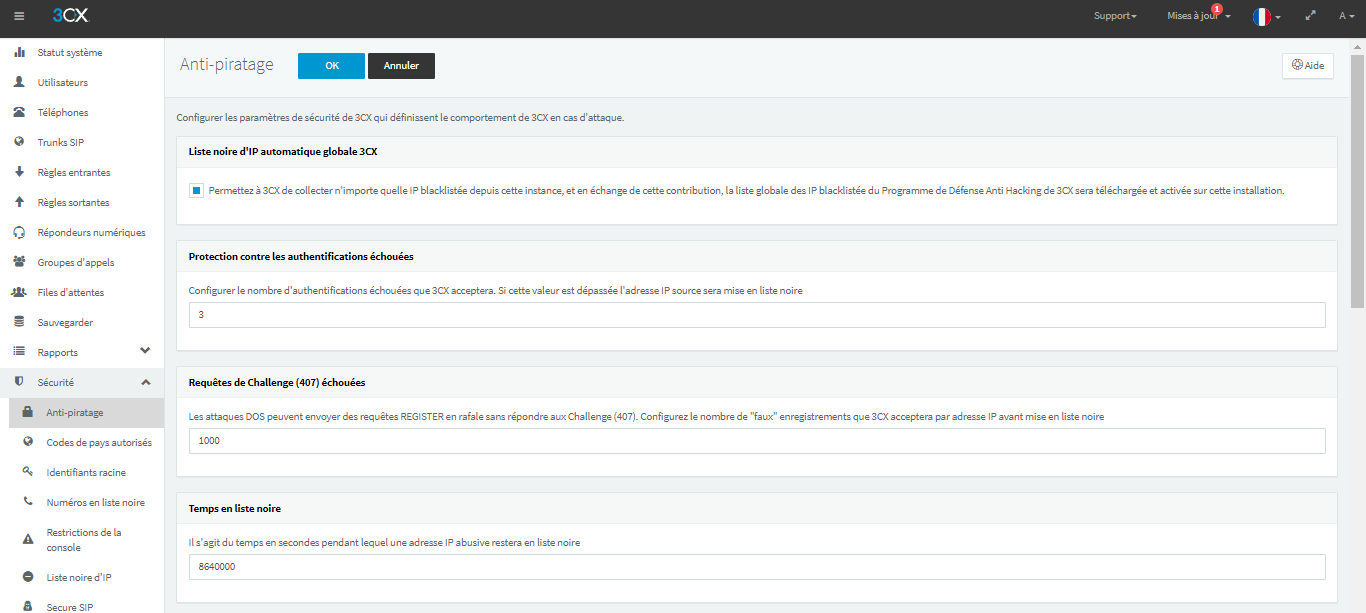 3CX
Support
Mises à jour
1
A
Statut système
Utilisateurs
Téléphones
Trunks SIP
Règles entrantes
Règles sortantes
Répondeurs numériques
Groupes d'appels
Files d'attentes
Sauvegarder
Rapports
Sécurité
Anti-piratage
Codes de pays autorisés
Identifiants racine
Numéros en liste noire
Restrictions de la
console
Liste noire d'IP
Secure SIP
Anti-piratage
OK
Annuler
Aide
Configurer les paramètres de sécurité de 3CX qui définissent le comportement de 3CX en cas d'attaque.
Liste noire d'IP automatique globale 3CX
Permettez à 3CX de collecter n'importe quelle IP blacklistée depuis cette instance, et en échange de cette contribution, la liste globale des IP blacklistée du Programme de Défense Anti Hacking de 3CX sera téléchargée et activée sur cette installation.
Protection contre les authentifications échouées
Configurer le nombre d'authentifications échouées que 3CX acceptera. Si cette valeur est dépassée l'adresse IP source sera mise en liste noire
3
Requêtes de Challenge (407) échouées
Les attaques DOS peuvent envoyer des requêtes REGISTER en rafale sans répondre aux Challenge (407). Configurez le nombre de "faux" enregistrements que 3CX acceptera par adresse IP avant mise en liste noire
1000
Temps en liste noire
Il s'agit du temps en secondes pendant lequel une adresse IP abusive restera en liste noire
8640000